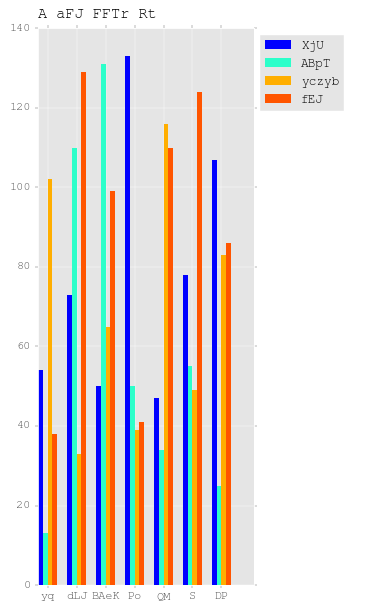 A aFJ FFTr Rt
140
120
100
80
60
40
20
0
yq dLJ BAeK Po QM S DP
XjU
ABpT
yczyb
fEJ